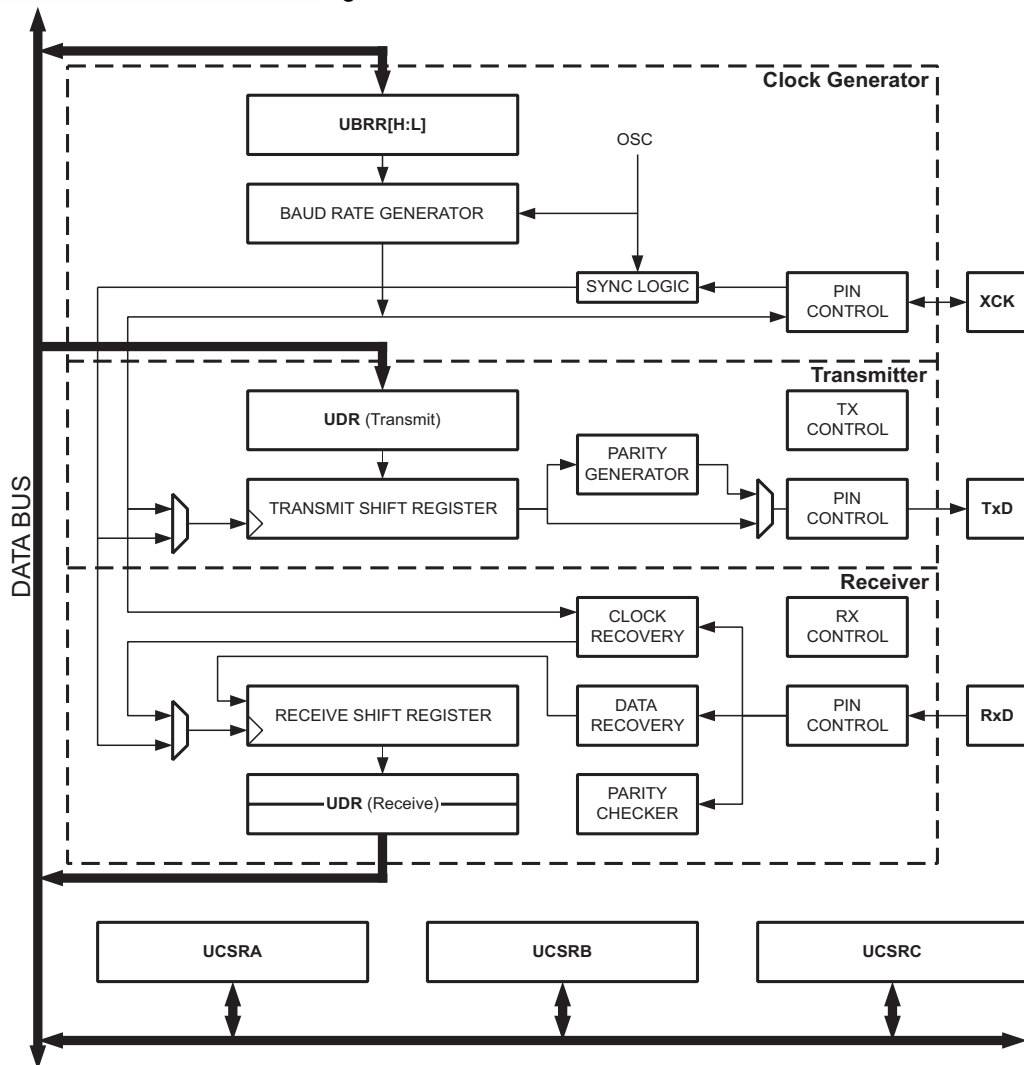 Clock Generator
UBRR[H:L]
OSC
BAUD RATE GENERATOR
SYNC LOGIC
PIN
CONTROL
XCK
Transmitter
UDR (Transmit)
TX
CONTROL
PARITY
GENERATOR
TRANSMIT SHIFT REGISTER
PIN
CONTROL
TxD
DATA BUS
Receiver
CLOCK
RECOVERY
RX
CONTROL
RECEIVE SHIFT REGISTER
DATA
RECOVERY
PIN
CONTROL
RxD
UDR (Receive)
PARITY
CHECKER
UCSRA
UCSRB
UCSRC